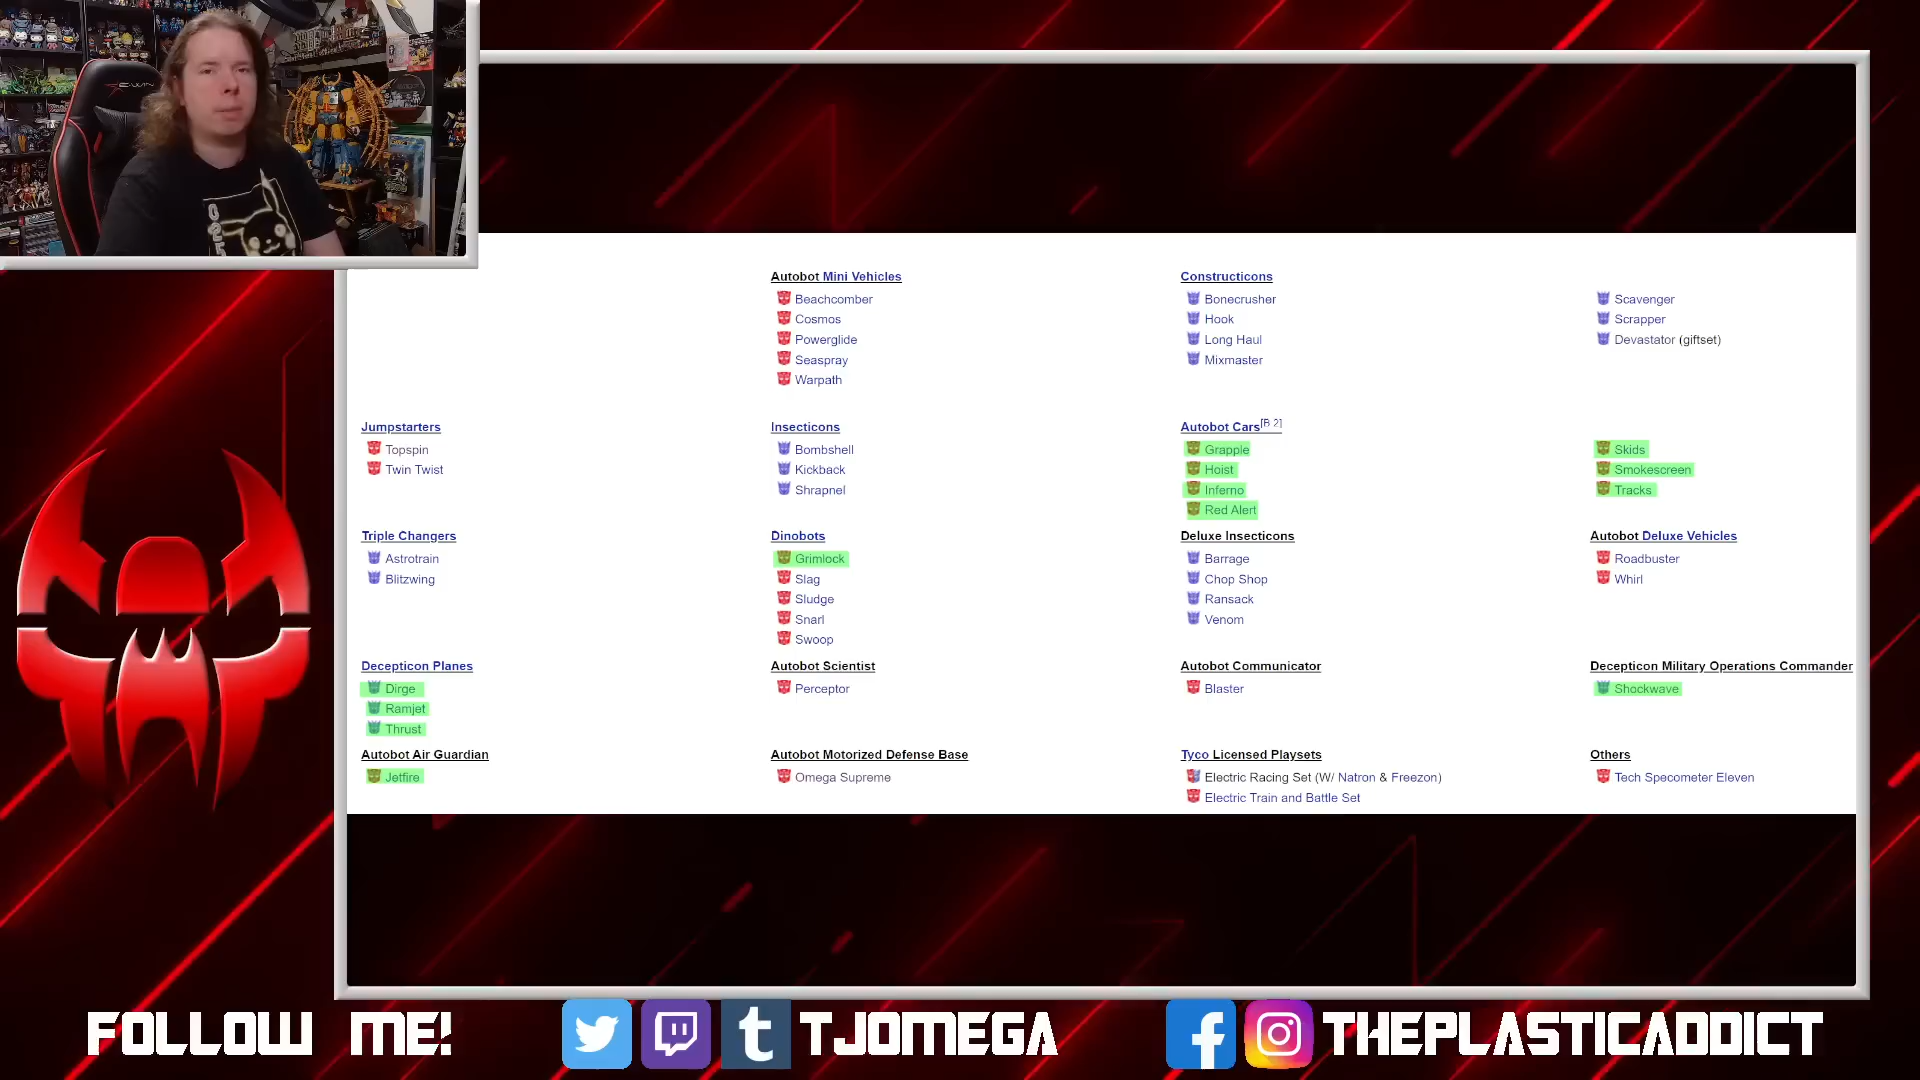 Autobot Mini Vehicles
Beachcomber
Cosmos
Powerglide
Seaspray
Warpath
Constructicons
Bonecrusher
Hook
Long Haul
Mixmaster
Scavenger
Scrapper
Devastator (giftset)
Jumpstarters
Topspin
Twin Twist
Insecticons
Bombshell
Kickback
Shrapnel
Autobot Cars[B 2]
Grapple
Hoist
Inferno
Red Alert
Skids
Smokescreen
Tracks
Triple Changers
Astrotrain
Blitzwing
Dinobots
Grimlock
Slag
Sludge
Snarl
Swoop
Deluxe Insecticons
Barrage
Chop Shop
Ransack
Venom
Autobot Deluxe Vehicles
Roadbuster
Whirl
Decepticon Planes
Dirge
Ramjet
Thrust
Autobot Scientist
Perceptor
Autobot Communicator
Blaster
Decepticon Military Operations Commander
Shockwave
Autobot Air Guardian
Jetfire
Autobot Motorized Defense Base
Omega Supreme
Tyco Licensed Playsets
Electric Racing Set (W/ Natron & Freezon)
Electric Train and Battle Set
Others
Tech Specometer Eleven
FOLLOW ME! TJOMEGA THEPLASTICADDICT